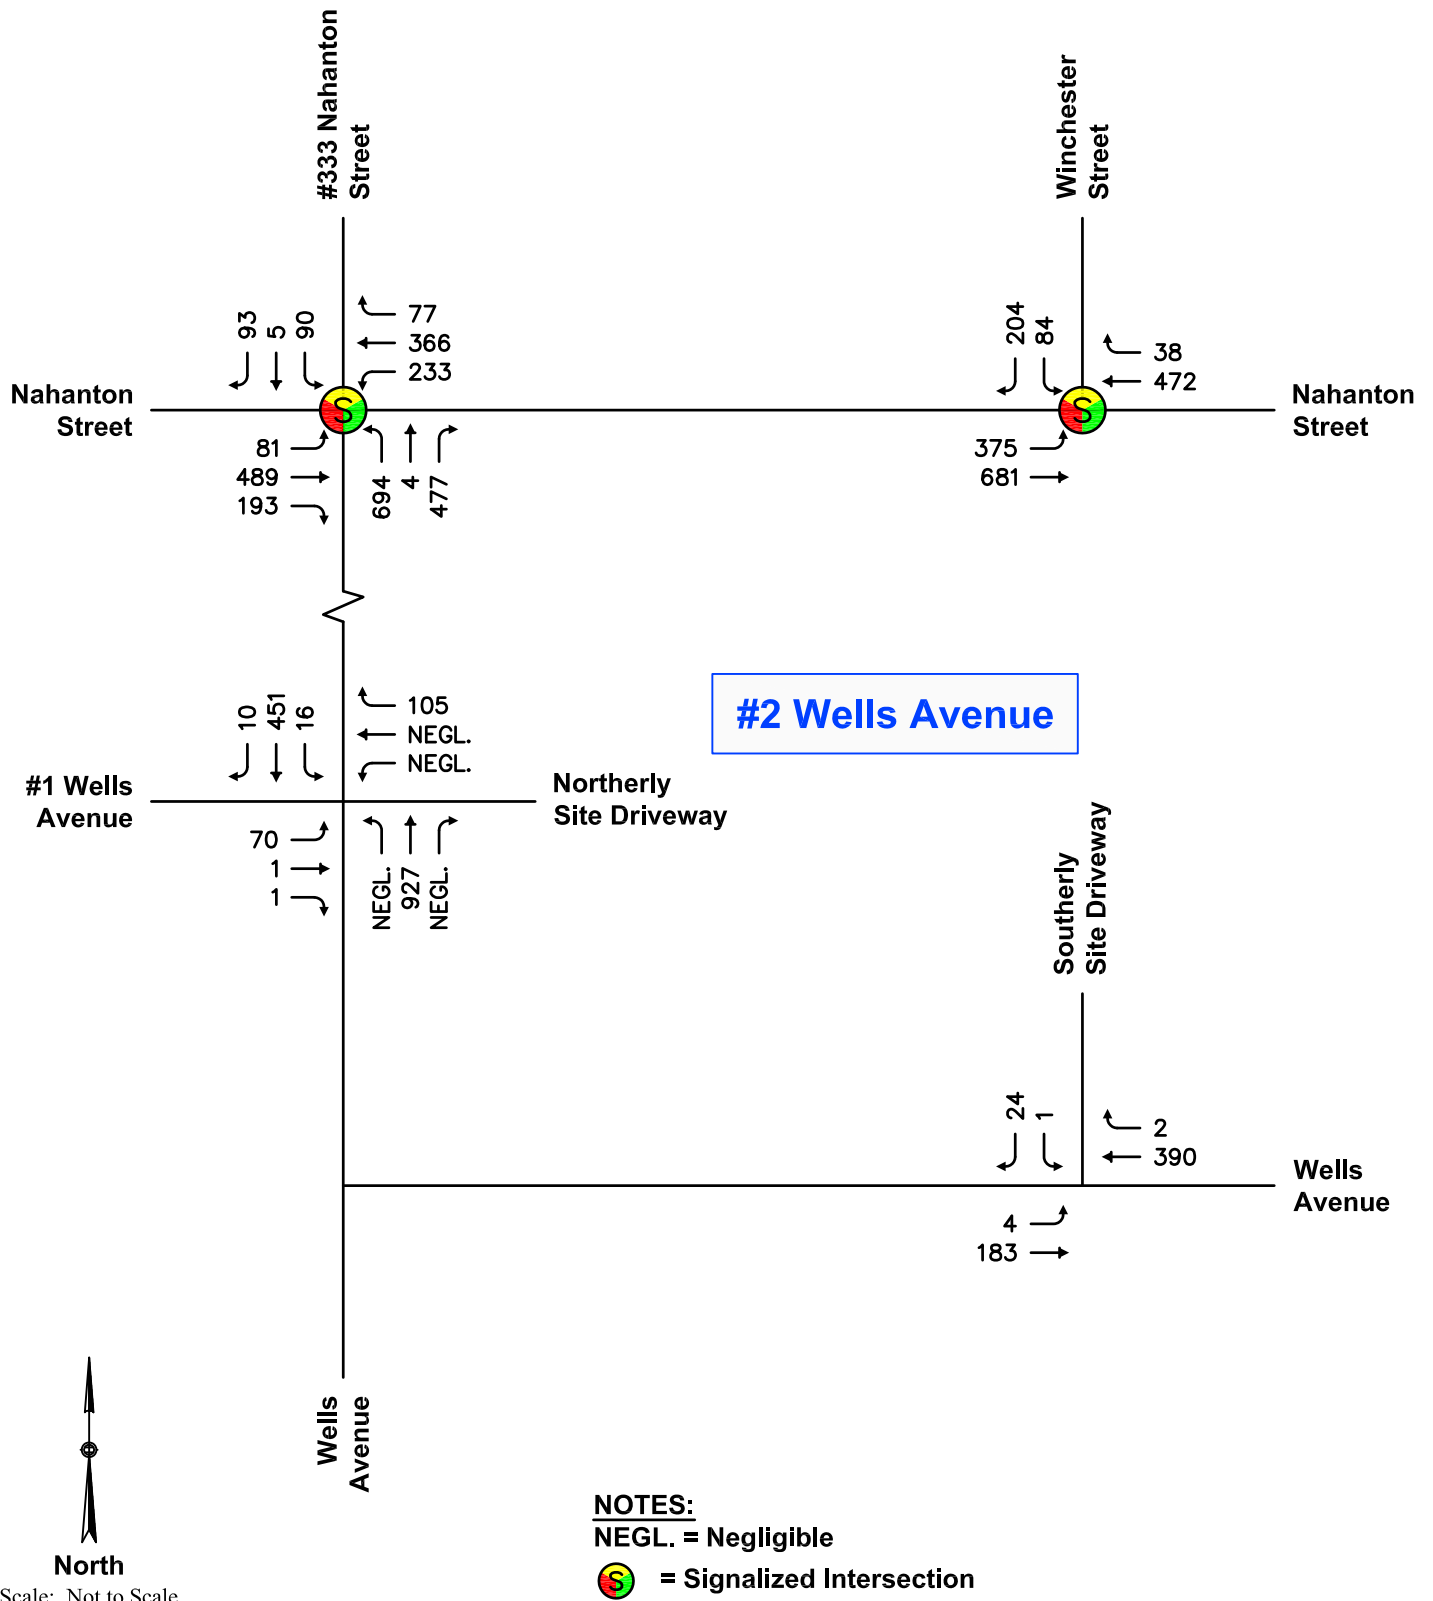 #333 Nahanton
Street
Winchester
Street
93
5
90
77
366
233
204
84
38
472
Nahanton
Street
S
S
Nahanton
Street
81
489
193
694
4
477
375
681
10
451
16
105
NEGL.
NEGL.
#2 Wells Avenue
#1 Wells
Avenue
Northerly
Site Driveway
70
1
1
NEGL.
927
NEGL.
Southerly
Site Driveway
24
1
2
390
Wells
Avenue
4
183
Wells
Avenue
North
Scale: Not to Scale
NOTES:
NEGL. = Negligible
S = Signalized Intersection